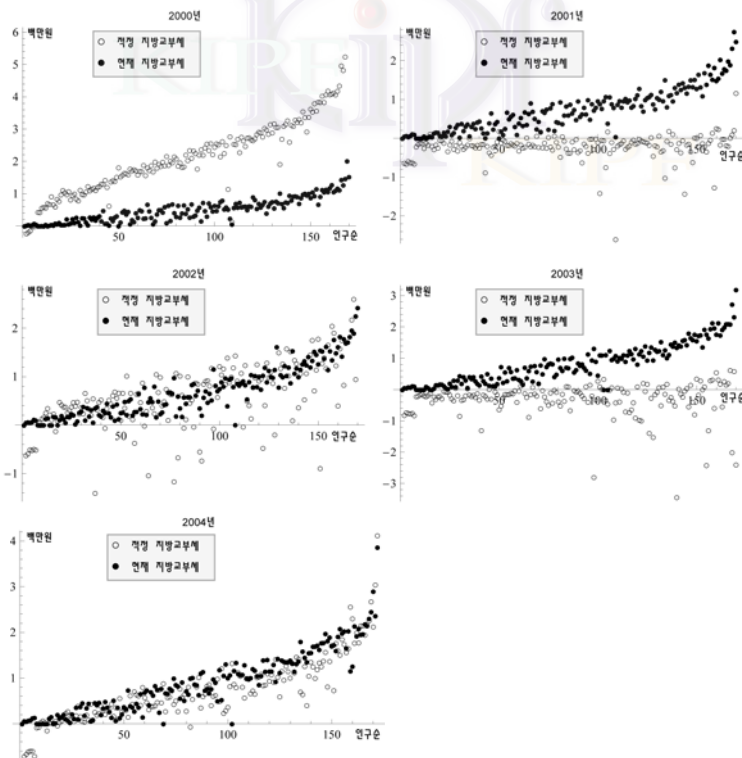 2000년
백만원
적정 지방교부세
현재 지방교부세
6
5
4
3
2
1
50
100
150
인구순
2001년
백만원
적정 지방교부세
현재 지방교부세
2
1
50
100
150
인구순
-1
-2
2002년
백만원
적정 지방교부세
현재 지방교부세
2
1
50
100
150
인구순
-1
2003년
백만원
적정 지방교부세
현재 지방교부세
3
2
1
50
100
150
인구순
-1
-2
-3
2004년
백만원
적정 지방교부세
현재 지방교부세
4
3
2
1
50
100
150
인구순